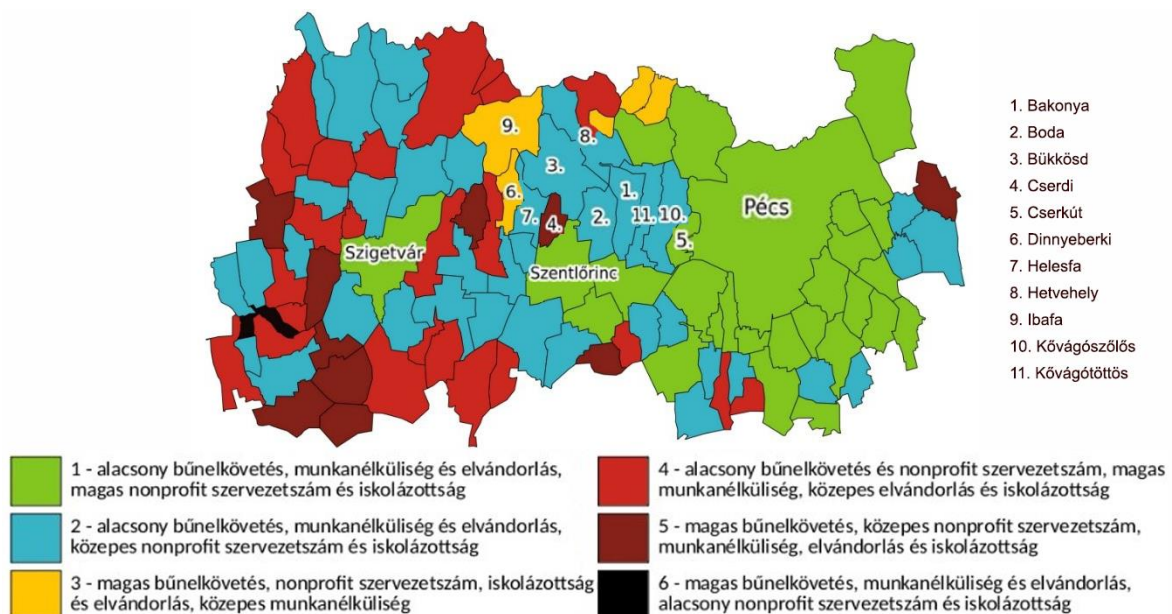 9.
8.
3.
6.
1.
7.
4.
2.
11.
10.
5.
Pécs
Szigetvár
Szentlőrinc
1. Bakonya
2. Boda
3. Bükkösd
4. Cserdi
5. Cserkút
6. Dinnyeberki
7. Helesfa
8. Hetvehely
9. Ibafa
10. Kővágószőlős
11. Kővágótöttös
1 - alacsony bűnelkövetés, munkanélküliség és elvándorlás,
magas nonprofit szervezetszám és iskolázottság
2 - alacsony bűnelkövetés, munkanélküliség és elvándorlás,
közepes nonprofit szervezetszám és iskolázottság
3 - magas bűnelkövetés, nonprofit szervezetszám, iskolázottság
és elvándorlás, közepes munkanélküliség
4 - alacsony bűnelkövetés és nonprofit szervezetszám, magas
munkanélküliség, közepes elvándorlás és iskolázottság
5 - magas bűnelkövetés, közepes nonprofit szervezetszám,
munkanélküliség, elvándorlás és iskolázottság
6 - magas bűnelkövetés, munkanélküliség és elvándorlás,
alacsony nonprofit szervezetszám és iskolázottság